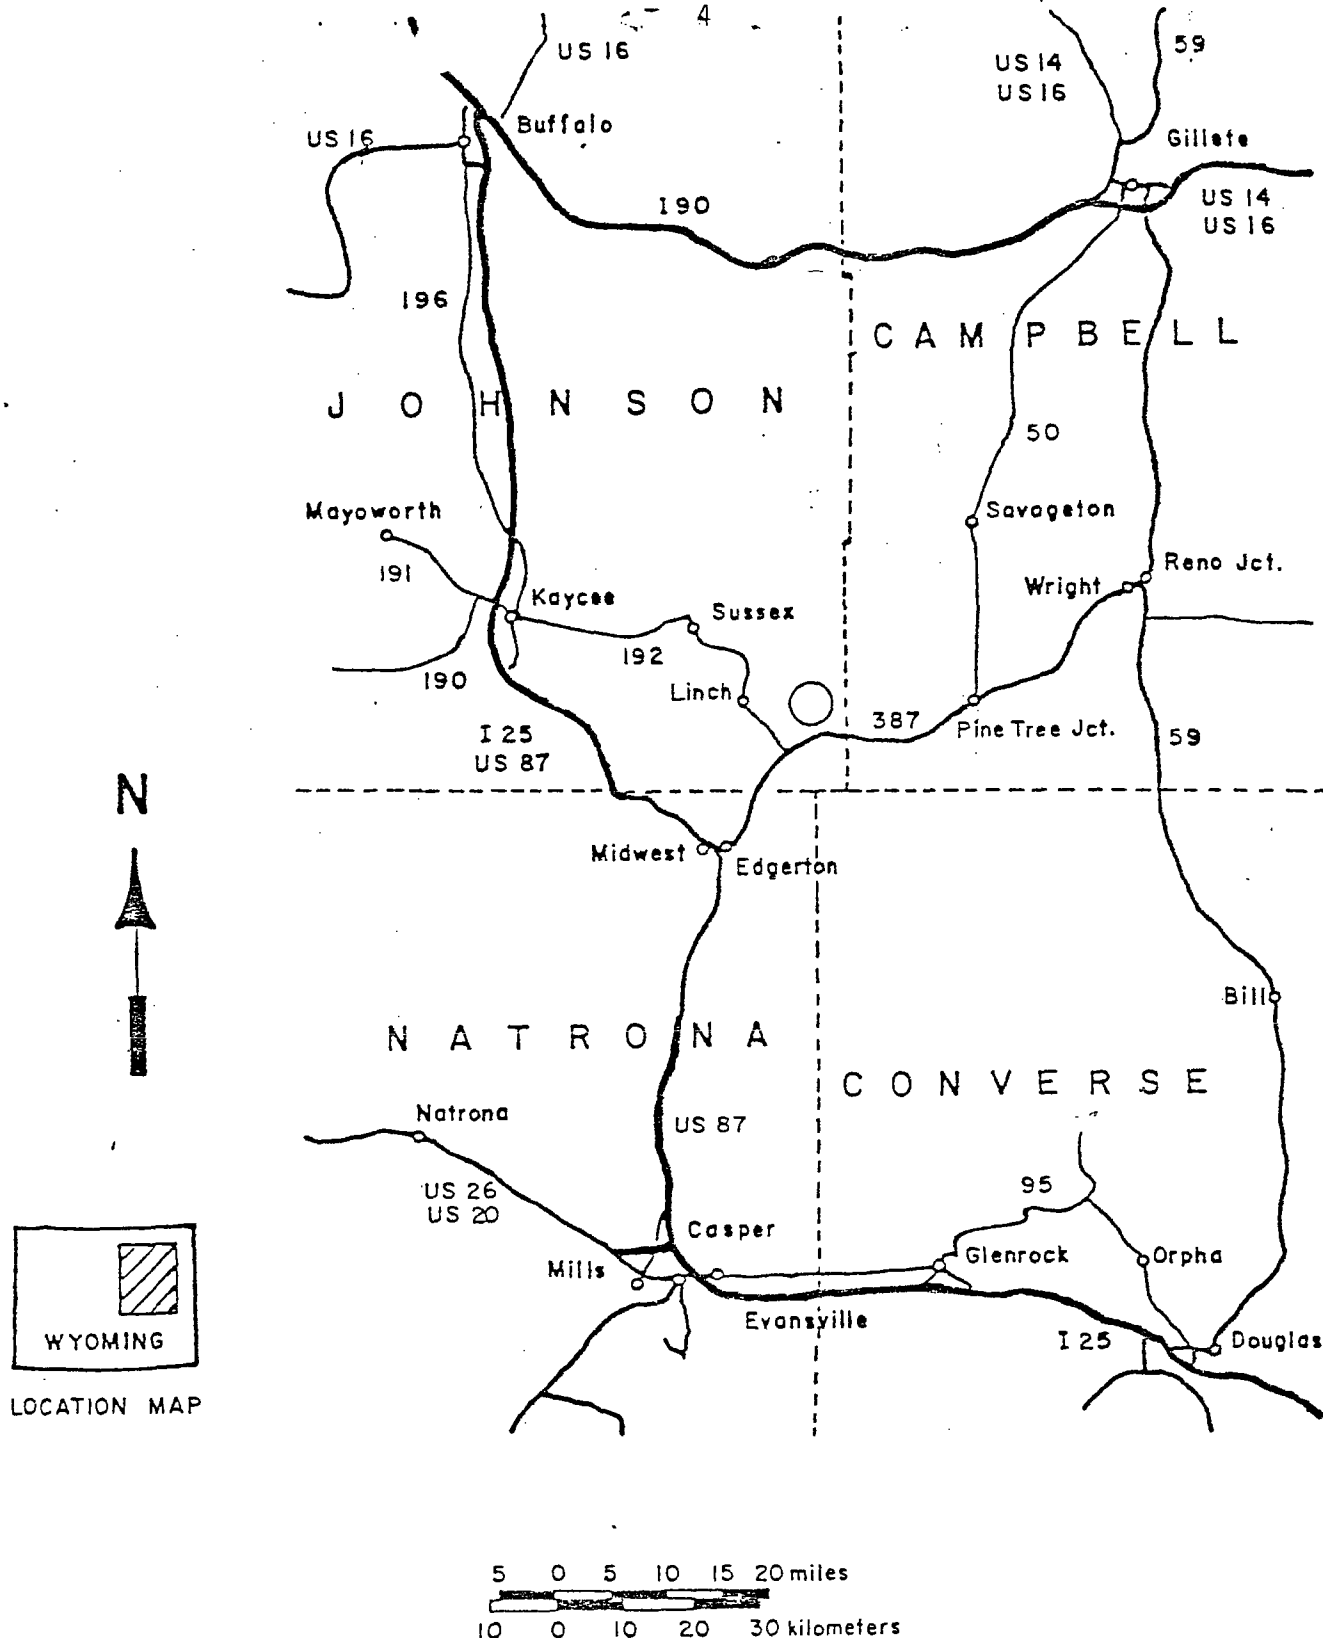 4
US 16
59
US 14
US 16
Buffalo
US 16
Gillete
I 90
US 14
US 16
196
CAMPBELL
JOHNSON
50
Mayoworth
Savageton
191
Reno Jct.
Wright
Kaycee
Sussex
192
190
Linch
387
Pine Tree Jct.
59
I 25
US 87
N
Midwest
Edgerton
Bill
NATRONA
CONVERSE
Natrona
US 87
US 26
US 20
95
Casper
Glenrock
Orpha
Mills
Evansville
I 25
Douglas
WYOMING
LOCATION MAP
5 0 5 10 15 20 miles
10 0 10 20 30 kilometers